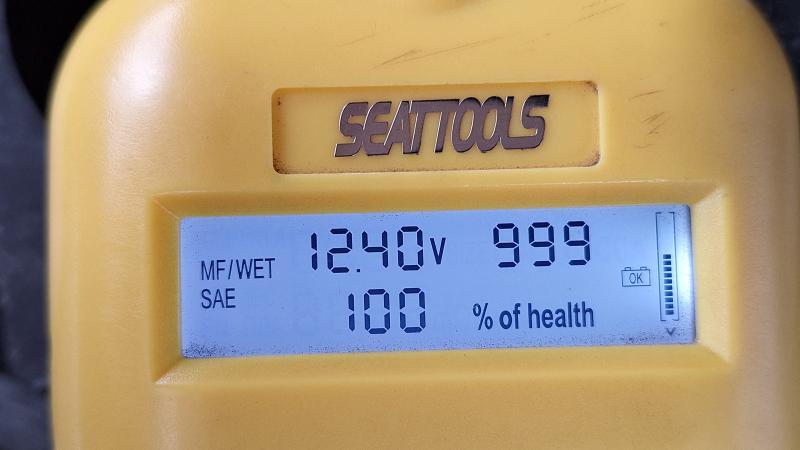 SEATTOOLS
MF/WET 12.40V 999
SAE 100 % of health
OK